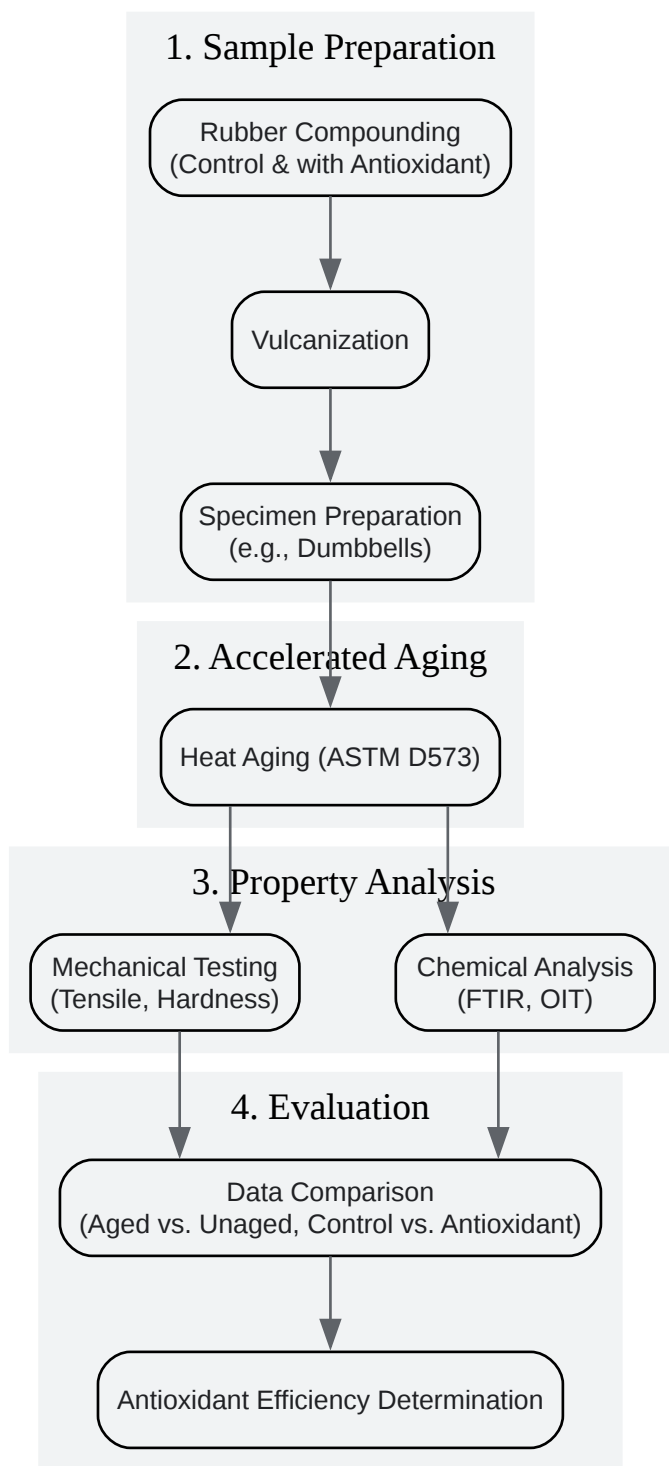 1. Sample Preparation
Rubber Compounding
(Control & with Antioxidant)
Vulcanization
Specimen Preparation
(e.g., Dumbbells)
2. Accelerated Aging
Heat Aging (ASTM D573)
3. Property Analysis
Mechanical Testing
(Tensile, Hardness)
Chemical Analysis
(FTIR, OIT)
4. Evaluation
Data Comparison
(Aged vs. Unaged, Control vs. Antioxidant)
Antioxidant Efficiency Determination